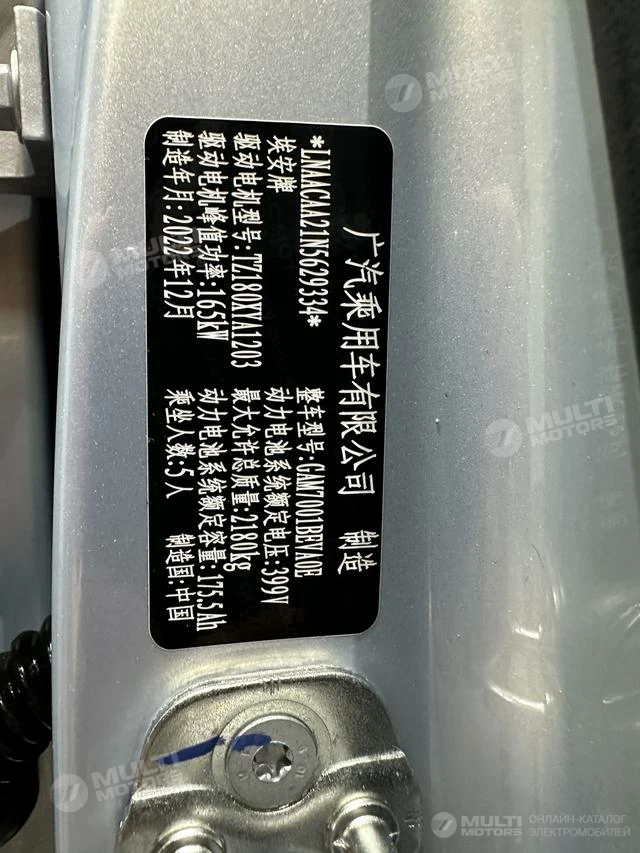 广汽乘用车有限公司 制造
*LNAACAA21N5629334*
埃安牌 整车型号:GAM7001BEVA0E
驱动电机型号:TZ180XYA1203 动力电池系统额定电压:399V
驱动电机峰值功率:165kW 最大允许总质量:2180kg
制造年月:2022年12月 动力电池系统额定容量:175.5Ah
乘坐人数:5人 制造国:中国
MULTI
MOTORS
MULTI
MOTORS
MULTI
MOTORS
MULTI
MOTORS
MULTI
MOTORS
ОНЛАЙН-КАТАЛОГ
ЭЛЕКТРОМОБИЛЕЙ